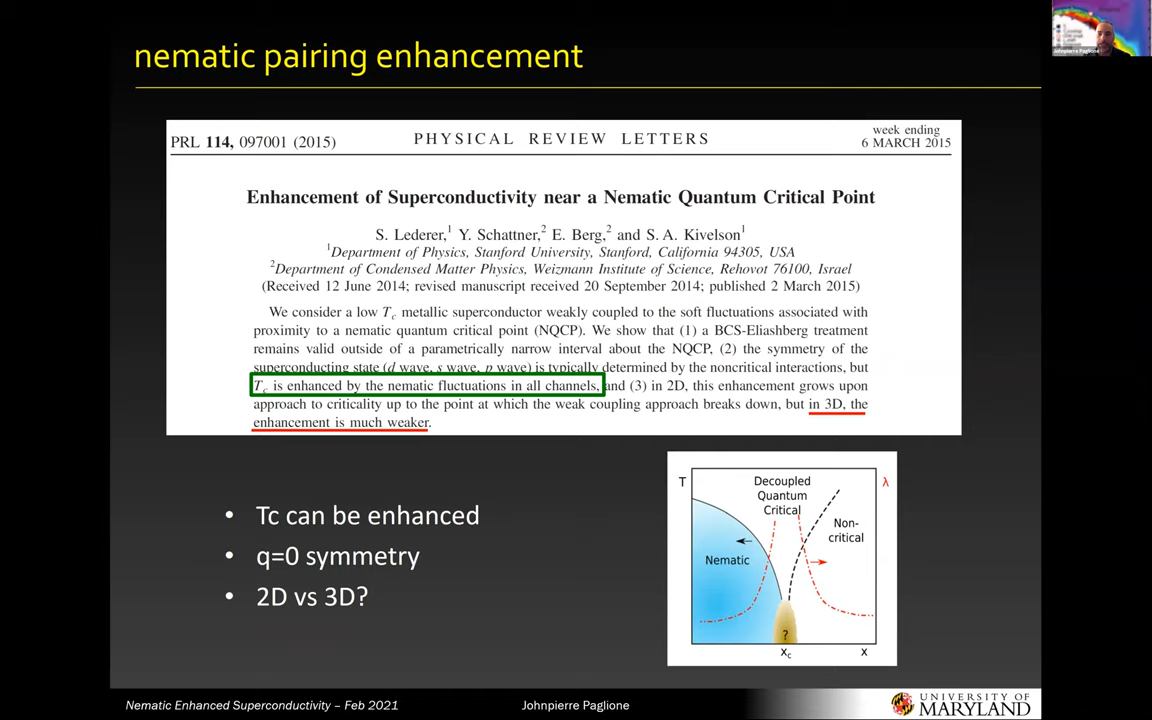 nematic pairing enhancement
Johnpierre Paglione
PRL 114, 097001 (2015)
PHYSICAL REVIEW LETTERS
week ending
6 MARCH 2015
Enhancement of Superconductivity near a Nematic Quantum Critical Point
S. Lederer,1 Y. Schattner,2 E. Berg,2 and S. A. Kivelson1
1Department of Physics, Stanford University, Stanford, California 94305, USA
2Department of Condensed Matter Physics, Weizmann Institute of Science, Rehovot 76100, Israel
(Received 12 June 2014; revised manuscript received 20 September 2014; published 2 March 2015)
We consider a low Tc metallic superconductor weakly coupled to the soft fluctuations associated with
proximity to a nematic quantum critical point (NQCP). We show that (1) a BCS-Eliashberg treatment
remains valid outside of a parametrically narrow interval about the NQCP, (2) the symmetry of the
superconducting state (d wave, s wave, p wave) is typically determined by the noncritical interactions, but
Tc is enhanced by the nematic fluctuations in all channels, and (3) in 2D, this enhancement grows upon
approach to criticality up to the point at which the weak coupling approach breaks down, but in 3D, the
enhancement is much weaker.
• Tc can be enhanced
• q=0 symmetry
• 2D vs 3D?
T
Decoupled
Quantum
Critical
λ
Non-
critical
Nematic
?
xc
x
Nematic Enhanced Superconductivity – Feb 2021
Johnpierre Paglione
UNIVERSITY OF
MARYLAND